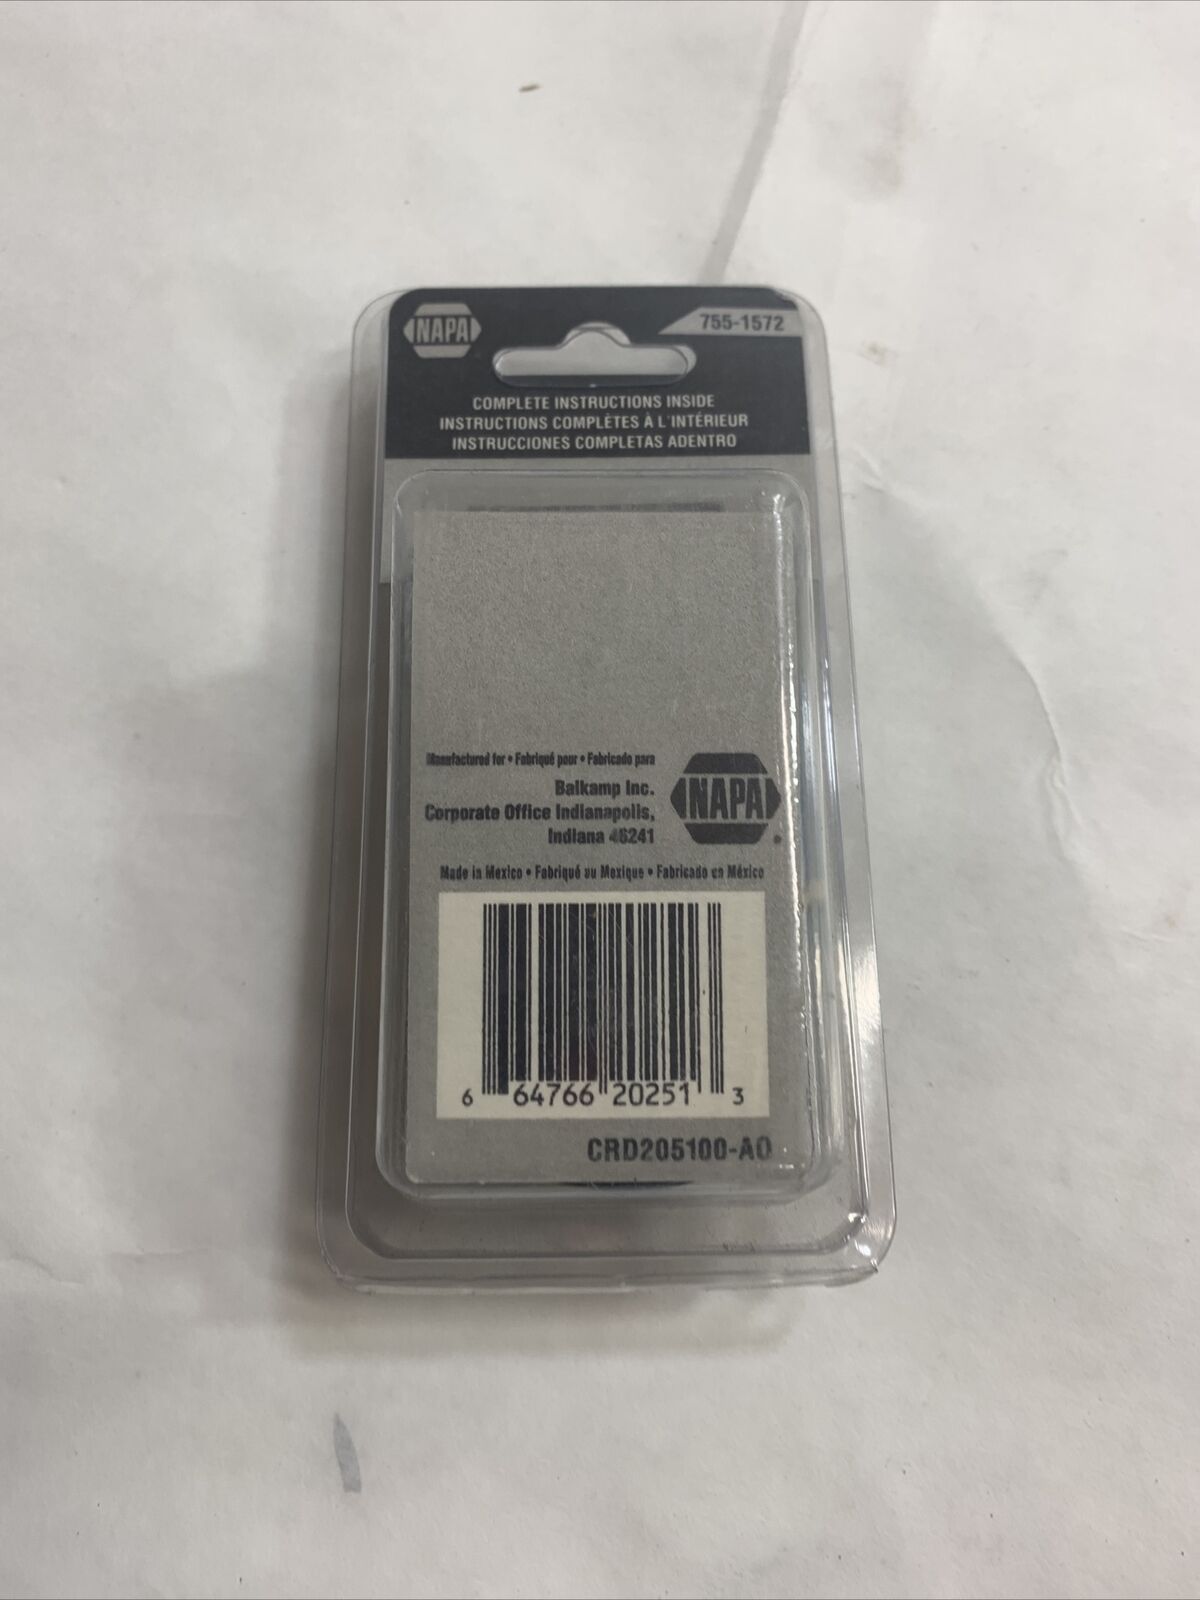 NAPA
755-1572
COMPLETE INSTRUCTIONS INSIDE
INSTRUCTIONS COMPLÈTES À L'INTÉRIEUR
INSTRUCCIONES COMPLETAS ADENTRO
Manufactured for • Fabriqué pour • Fabricado para
Balkamp Inc.
Corporate Office Indianapolis,
Indiana 46241
NAPA
Made in Mexico • Fabriqué au Mexique • Fabricado en México
6 64766 20251 3
CRD205100-A0